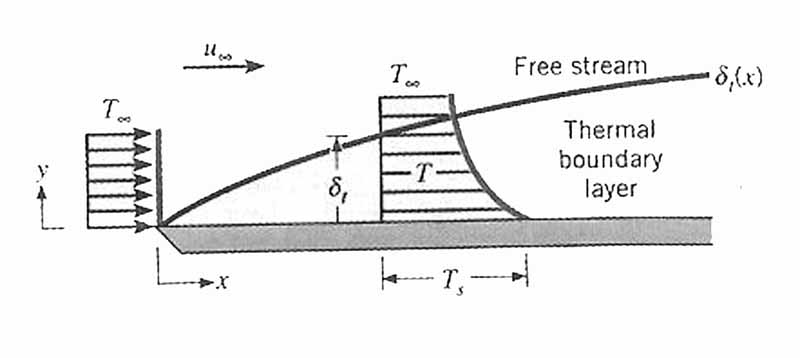 u∞
T∞
Free stream
δt(x)
T∞
Thermal
boundary
layer
y
T
δt
x
Ts